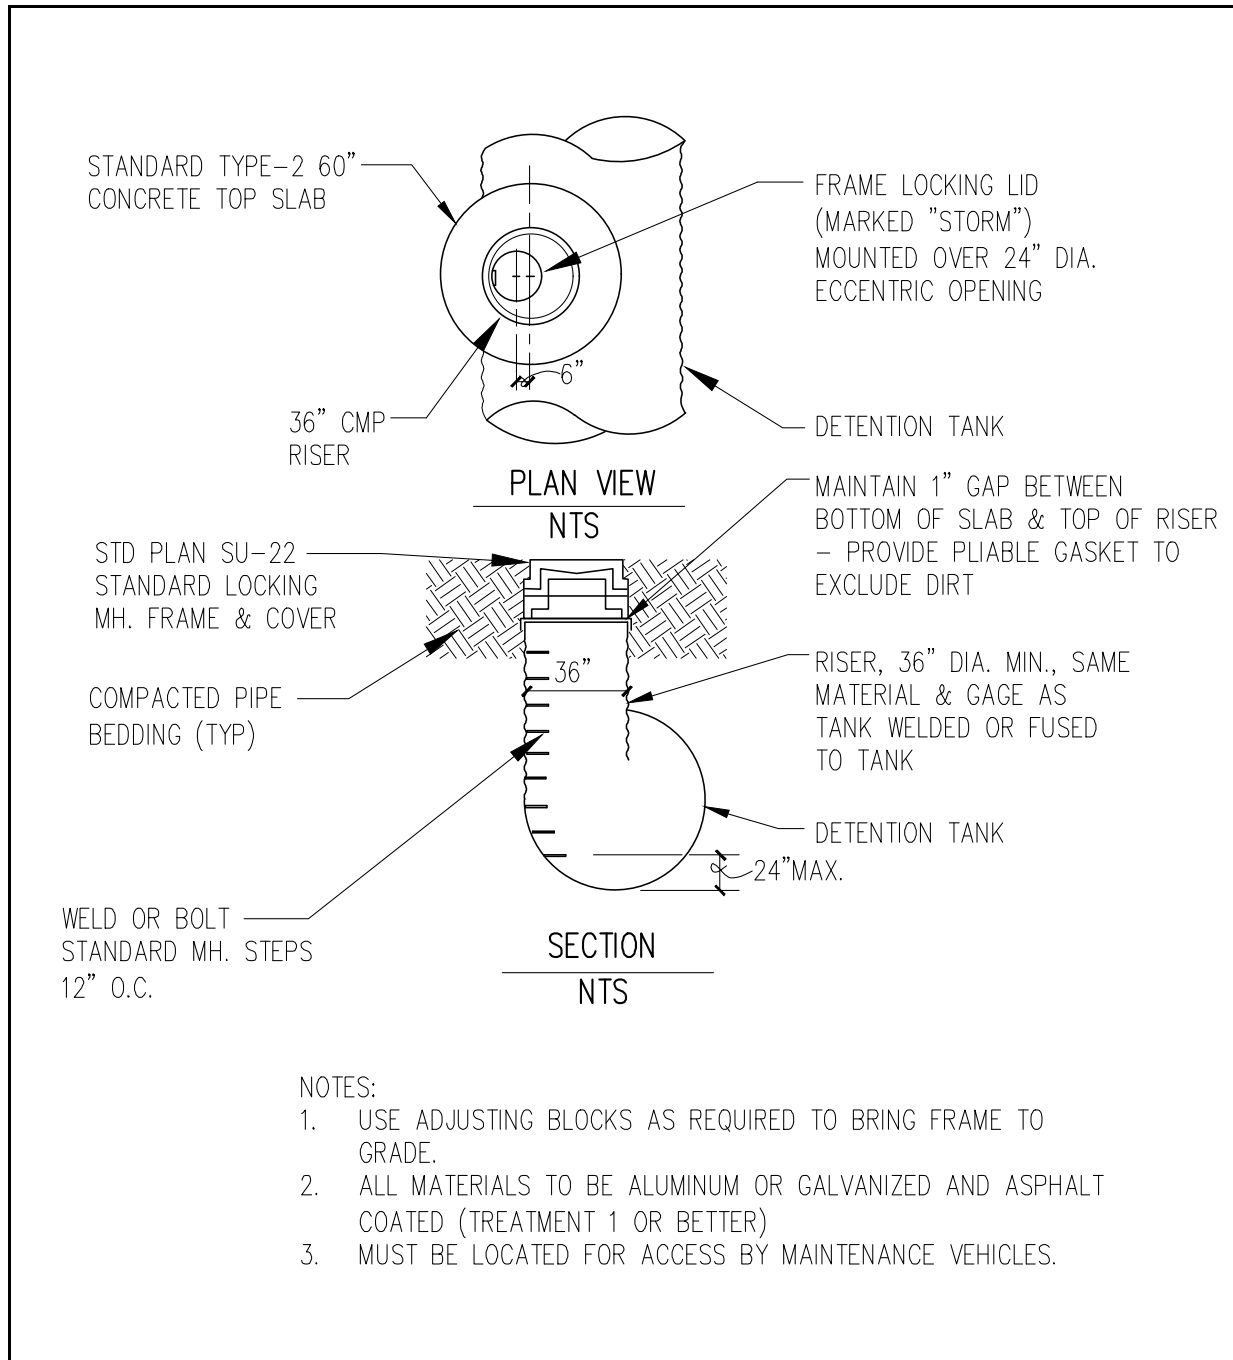 STANDARD TYPE-2 60”
CONCRETE TOP SLAB
FRAME LOCKING LID
(MARKED "STORM”)
MOUNTED OVER 24” DIA.
ECCENTRIC OPENING
6”
36” CMP
RISER
DETENTION TANK
PLAN VIEW
NTS
MAINTAIN 1” GAP BETWEEN
BOTTOM OF SLAB & TOP OF RISER
– PROVIDE PLIABLE GASKET TO
EXCLUDE DIRT
STD PLAN SU-22
STANDARD LOCKING
MH. FRAME & COVER
COMPACTED PIPE
BEDDING (TYP)
36”
RISER, 36” DIA. MIN., SAME
MATERIAL & GAGE AS
TANK WELDED OR FUSED
TO TANK
DETENTION TANK
24”MAX.
WELD OR BOLT
STANDARD MH. STEPS
12” O.C.
SECTION
NTS
NOTES:
1. USE ADJUSTING BLOCKS AS REQUIRED TO BRING FRAME TO
GRADE.
2. ALL MATERIALS TO BE ALUMINUM OR GALVANIZED AND ASPHALT
COATED (TREATMENT 1 OR BETTER)
3. MUST BE LOCATED FOR ACCESS BY MAINTENANCE VEHICLES.